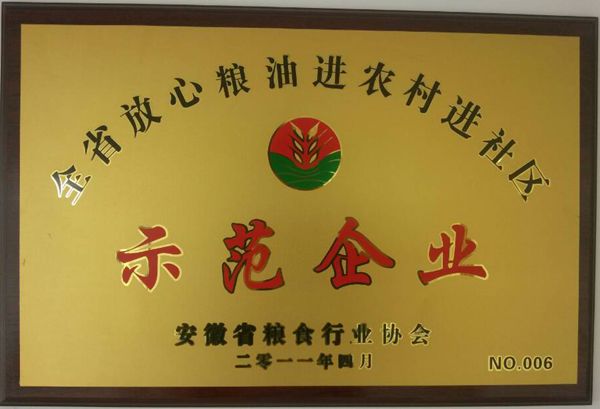 全省放心粮油进农村进社区
示范企业
安徽省粮食行业协会
二零一一年四月
NO.006